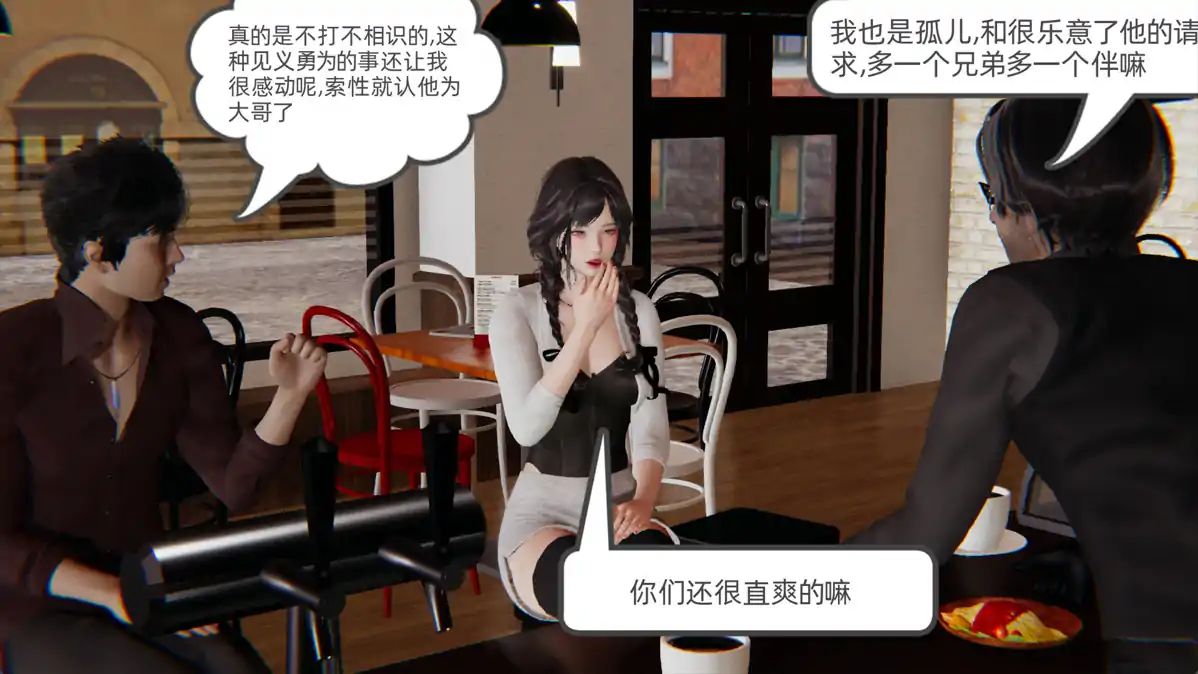 真的是不打不相识的,这
种见义勇为的事还让我
很感动呢,索性就认他为
大哥了
我也是孤儿,和很乐意了他的请
求,多一个兄弟多一个伴嘛
你们还很直爽的嘛